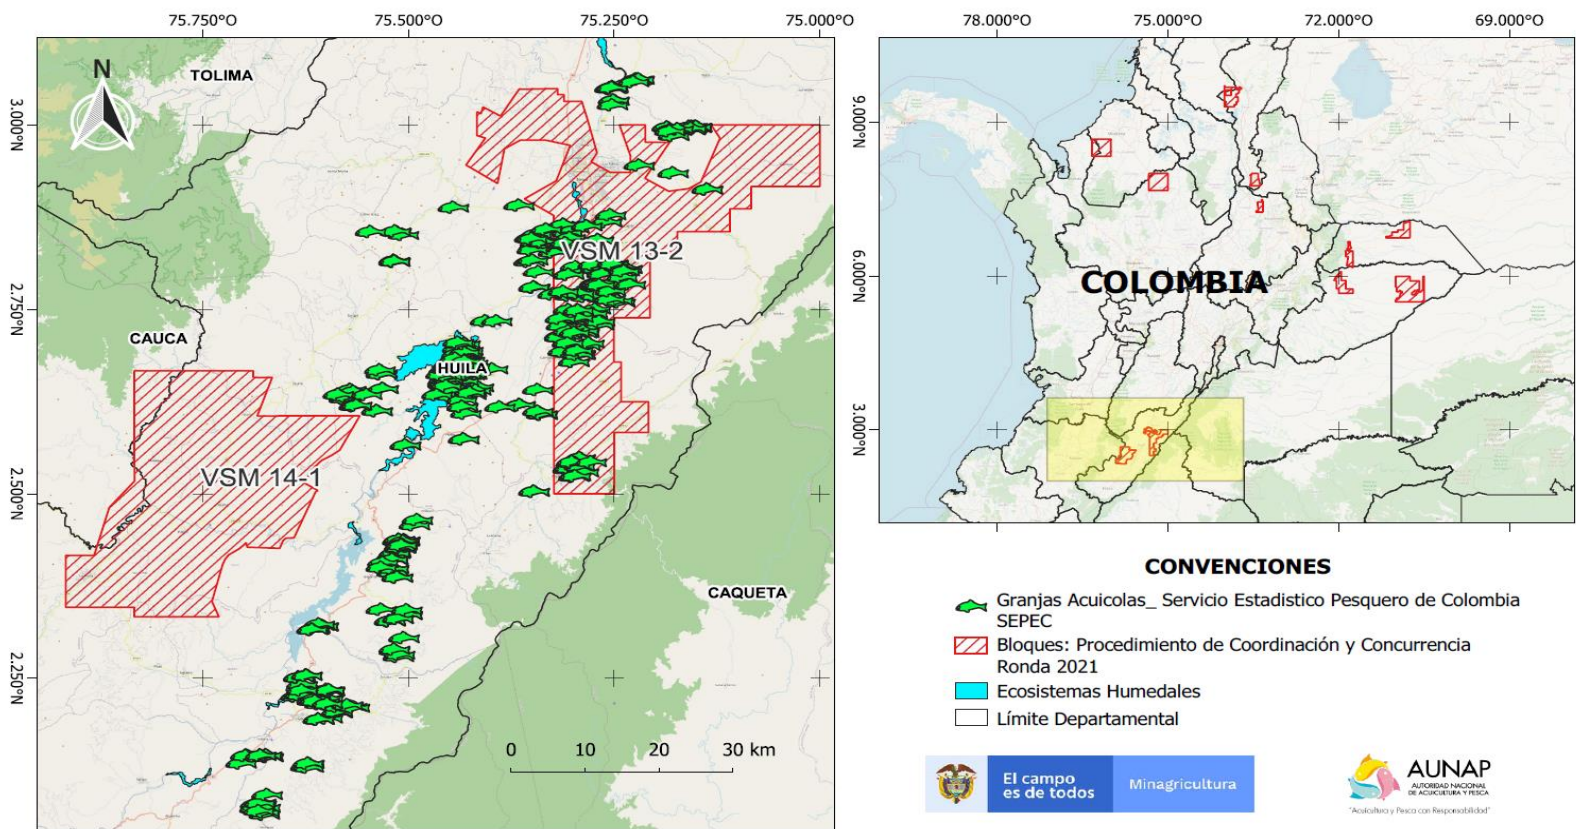 75.750°O 75.500°O 75.250°O 75.000°O
3.000°N
2.750°N
2.500°N
2.250°N
N
TOLIMA
CAUCA
HUILA
CAQUETA
VSM 13-2
VSM 14-1
0 10 20 30 km
78.000°O 75.000°O 72.000°O 69.000°O
9.000°N
6.000°N
3.000°N
COLOMBIA
CONVENCIONES
Granjas Acuicolas_ Servicio Estadistico Pesquero de Colombia
SEPEC
Bloques: Procedimiento de Coordinación y Concurrencia
Ronda 2021
Ecosistemas Humedales
Límite Departamental
El campo
es de todos
Minagricultura
AUNAP
AUTORIDAD NACIONAL
DE ACUICULTURA Y PESCA
"Acuicultura y Pesca con Responsabilidad"